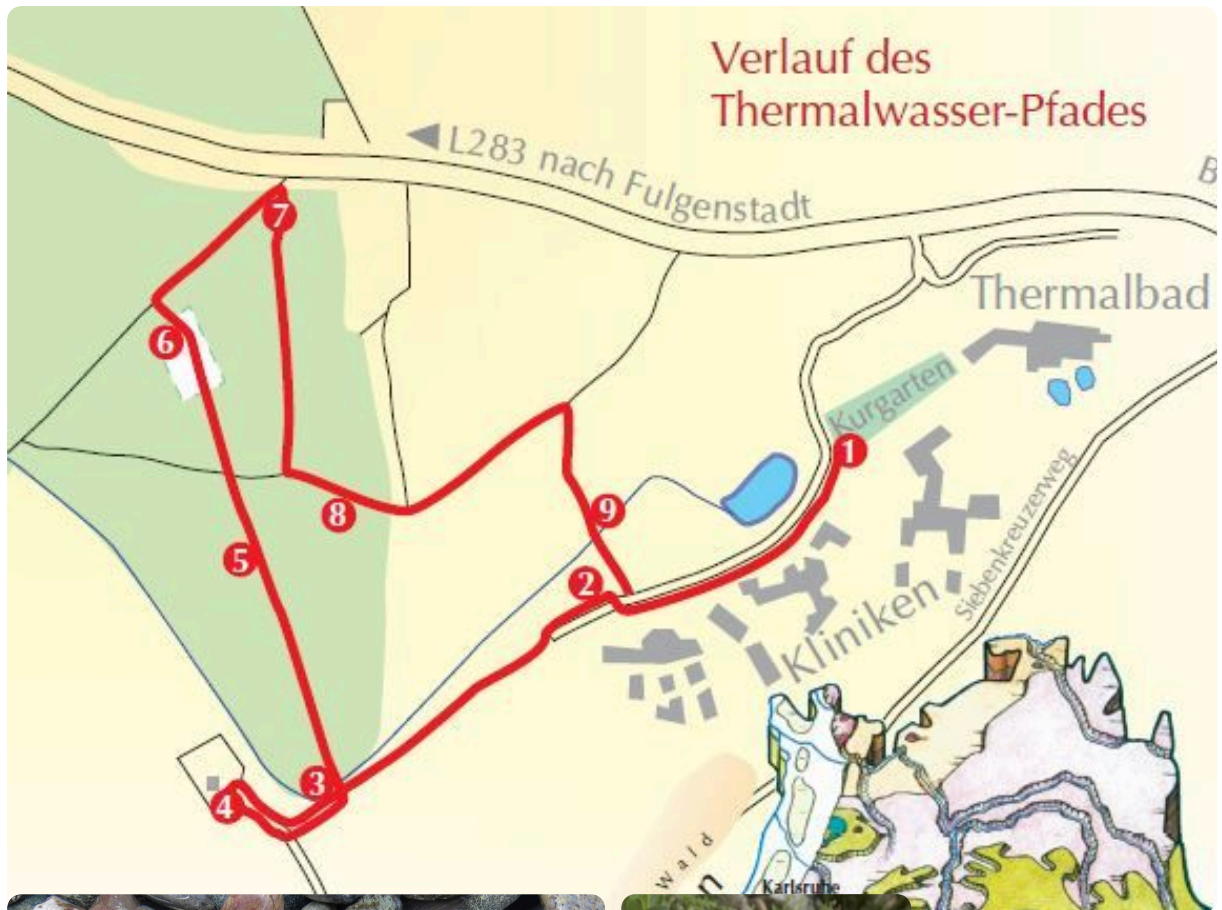 Verlauf des
Thermalwasser-Pfades
L283 nach Fulgenstadt
B
7
Thermalbad
6
Kurgarten
1
9
8
Siebenkreuzerweg
5
2
Kliniken
3
4
wald
n
Karlsruhe